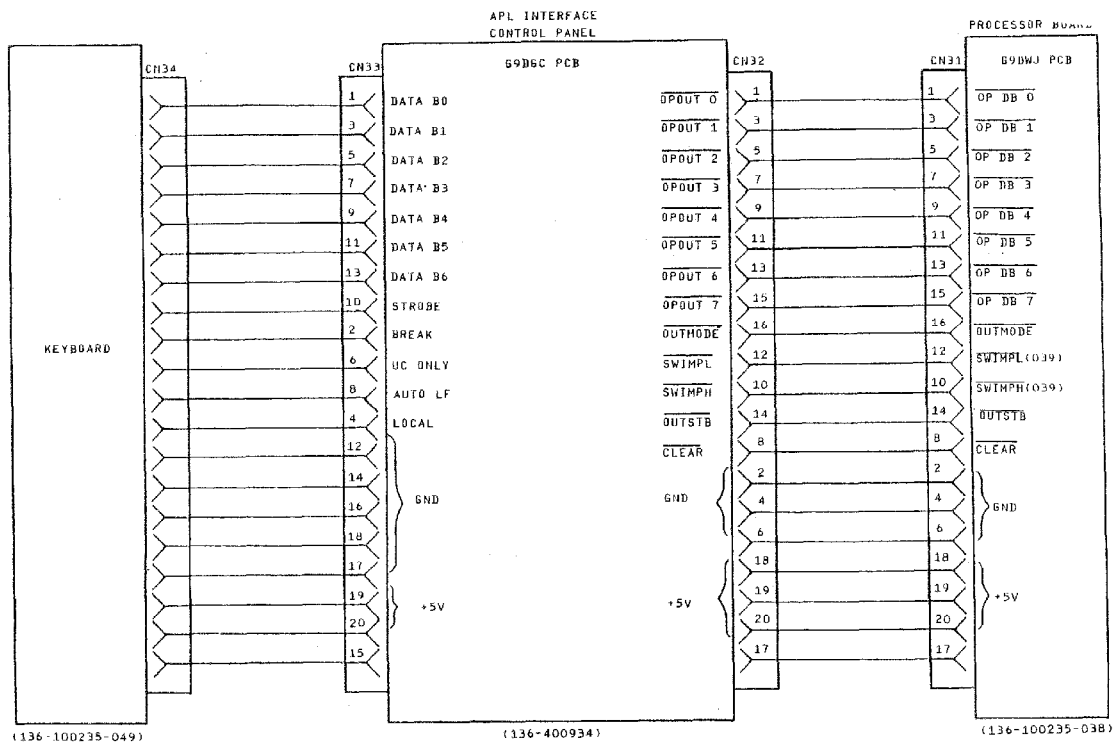 APL INTERFACE
CONTROL PANEL
PROCESSOR BOARD
CN34
CN33
G9DGC PCB
CN32
CN31
G9DWJ PCB
1 DATA B0
3 DATA B1
5 DATA B2
7 DATA B3
9 DATA B4
11 DATA B5
13 DATA B6
10 STROBE
2 BREAK
6 UC ONLY
8 AUTO LF
4 LOCAL
12
14
16
18
17
GND
19
20
+5V
15
KEYBOARD
OPOUT 0 1
OPOUT 1 3
OPOUT 2 5
OPOUT 3 7
OPOUT 4 9
OPOUT 5 11
OPOUT 6 13
OPOUT 7 15
OUTMODE 16
SWIMPL 12
SWIMPH 10
OUTSTB 14
CLEAR 8
GND
2
4
6
+5V
18
19
20
17
1 OP DB 0
3 OP DB 1
5 OP DB 2
7 OP DB 3
9 OP DB 4
11 OP DB 5
13 OP DB 6
15 OP DB 7
16 OUTMODE
12 SWIMPL(039)
10 SWIMPH(039)
14 OUTSTB
8 CLEAR
2
4
6
GND
18
19
20
+5V
17
(136-100235-049)
(136-400934)
(136-100235-038)